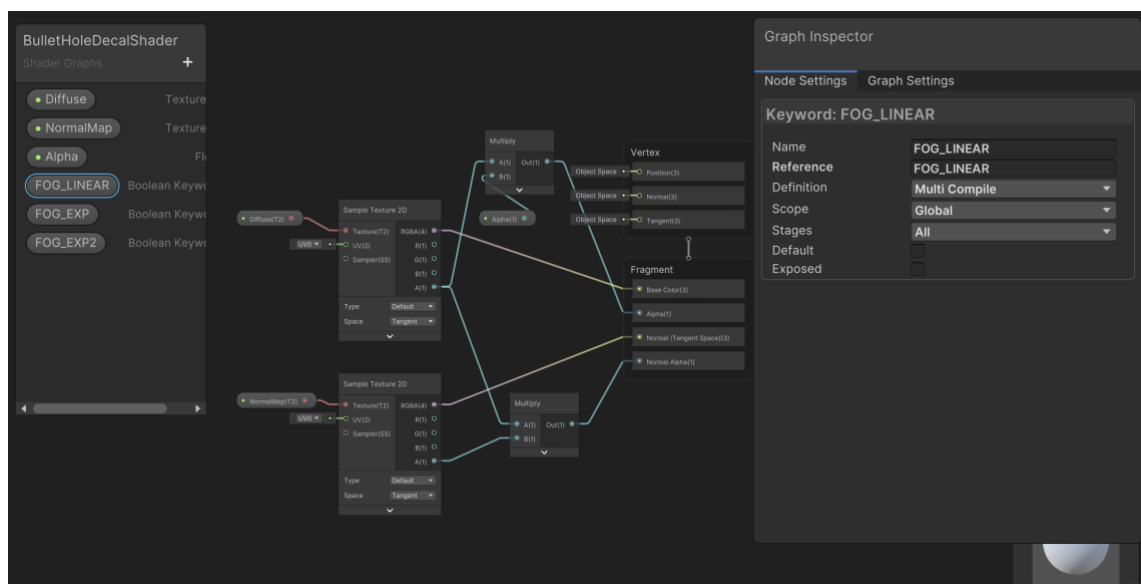 BulletHoleDecalShader
Shader Graphs
+
Diffuse Texture
NormalMap Texture
Alpha Fl
FOG_LINEAR Boolean Keywo
FOG_EXP Boolean Keywo
FOG_EXP2 Boolean Keywo
Diffuse(T2)
UV0
Sample Texture 2D
Texture(T2) RGBA(4)
UV(2) R(1)
Sampler(SS) G(1)
B(1)
A(1)
Type Default
Space Tangent
NormalMap(T2)
UV0
Sample Texture 2D
Texture(T2) RGBA(4)
UV(2) R(1)
Sampler(SS) G(1)
B(1)
A(1)
Type Default
Space Tangent
Multiply
A(1) Out(1)
B(1)
Alpha(1)
Multiply
A(1) Out(1)
B(1)
Vertex
Object Space Position(3)
Object Space Normal(3)
Object Space Tangent(3)
Fragment
Base Color(3)
Alpha(1)
Normal (Tangent Space)(3)
Normal Alpha(1)
Graph Inspector
Node Settings Graph Settings
Keyword: FOG_LINEAR
Name FOG_LINEAR
Reference FOG_LINEAR
Definition Multi Compile
Scope Global
Stages All
Default
Exposed